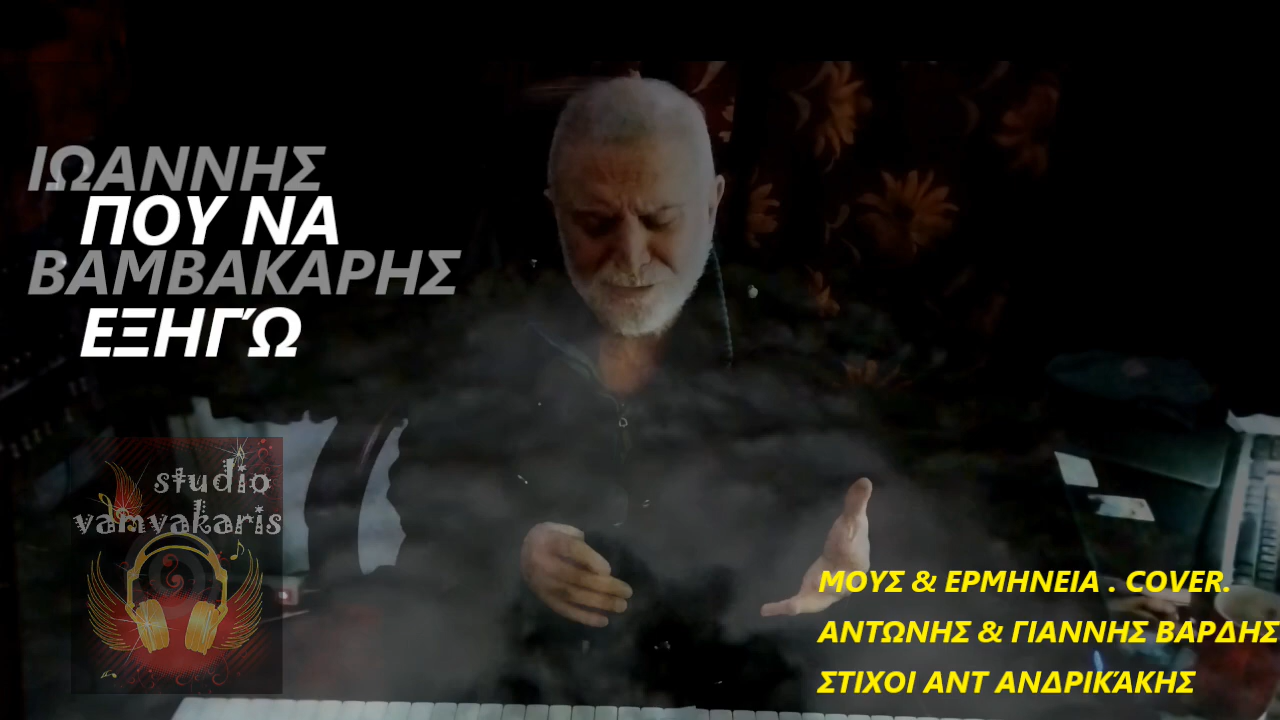 ΙΩΑΝΝΗΣ
ΠΟΥ ΝΑ
ΒΑΜΒΑΚΑΡΗΣ
ΕΞΗΓΏ
studio
vamvakaris
ΜΟΥΣ & ΕΡΜΗΝΕΙΑ . COVER.
ΑΝΤΩΝΗΣ & ΓΙΑΝΝΗΣ ΒΑΡΔΗΣ
ΣΤΙΧΟΙ ΑΝΤ ΑΝΔΡΙΚΆΚΗΣ